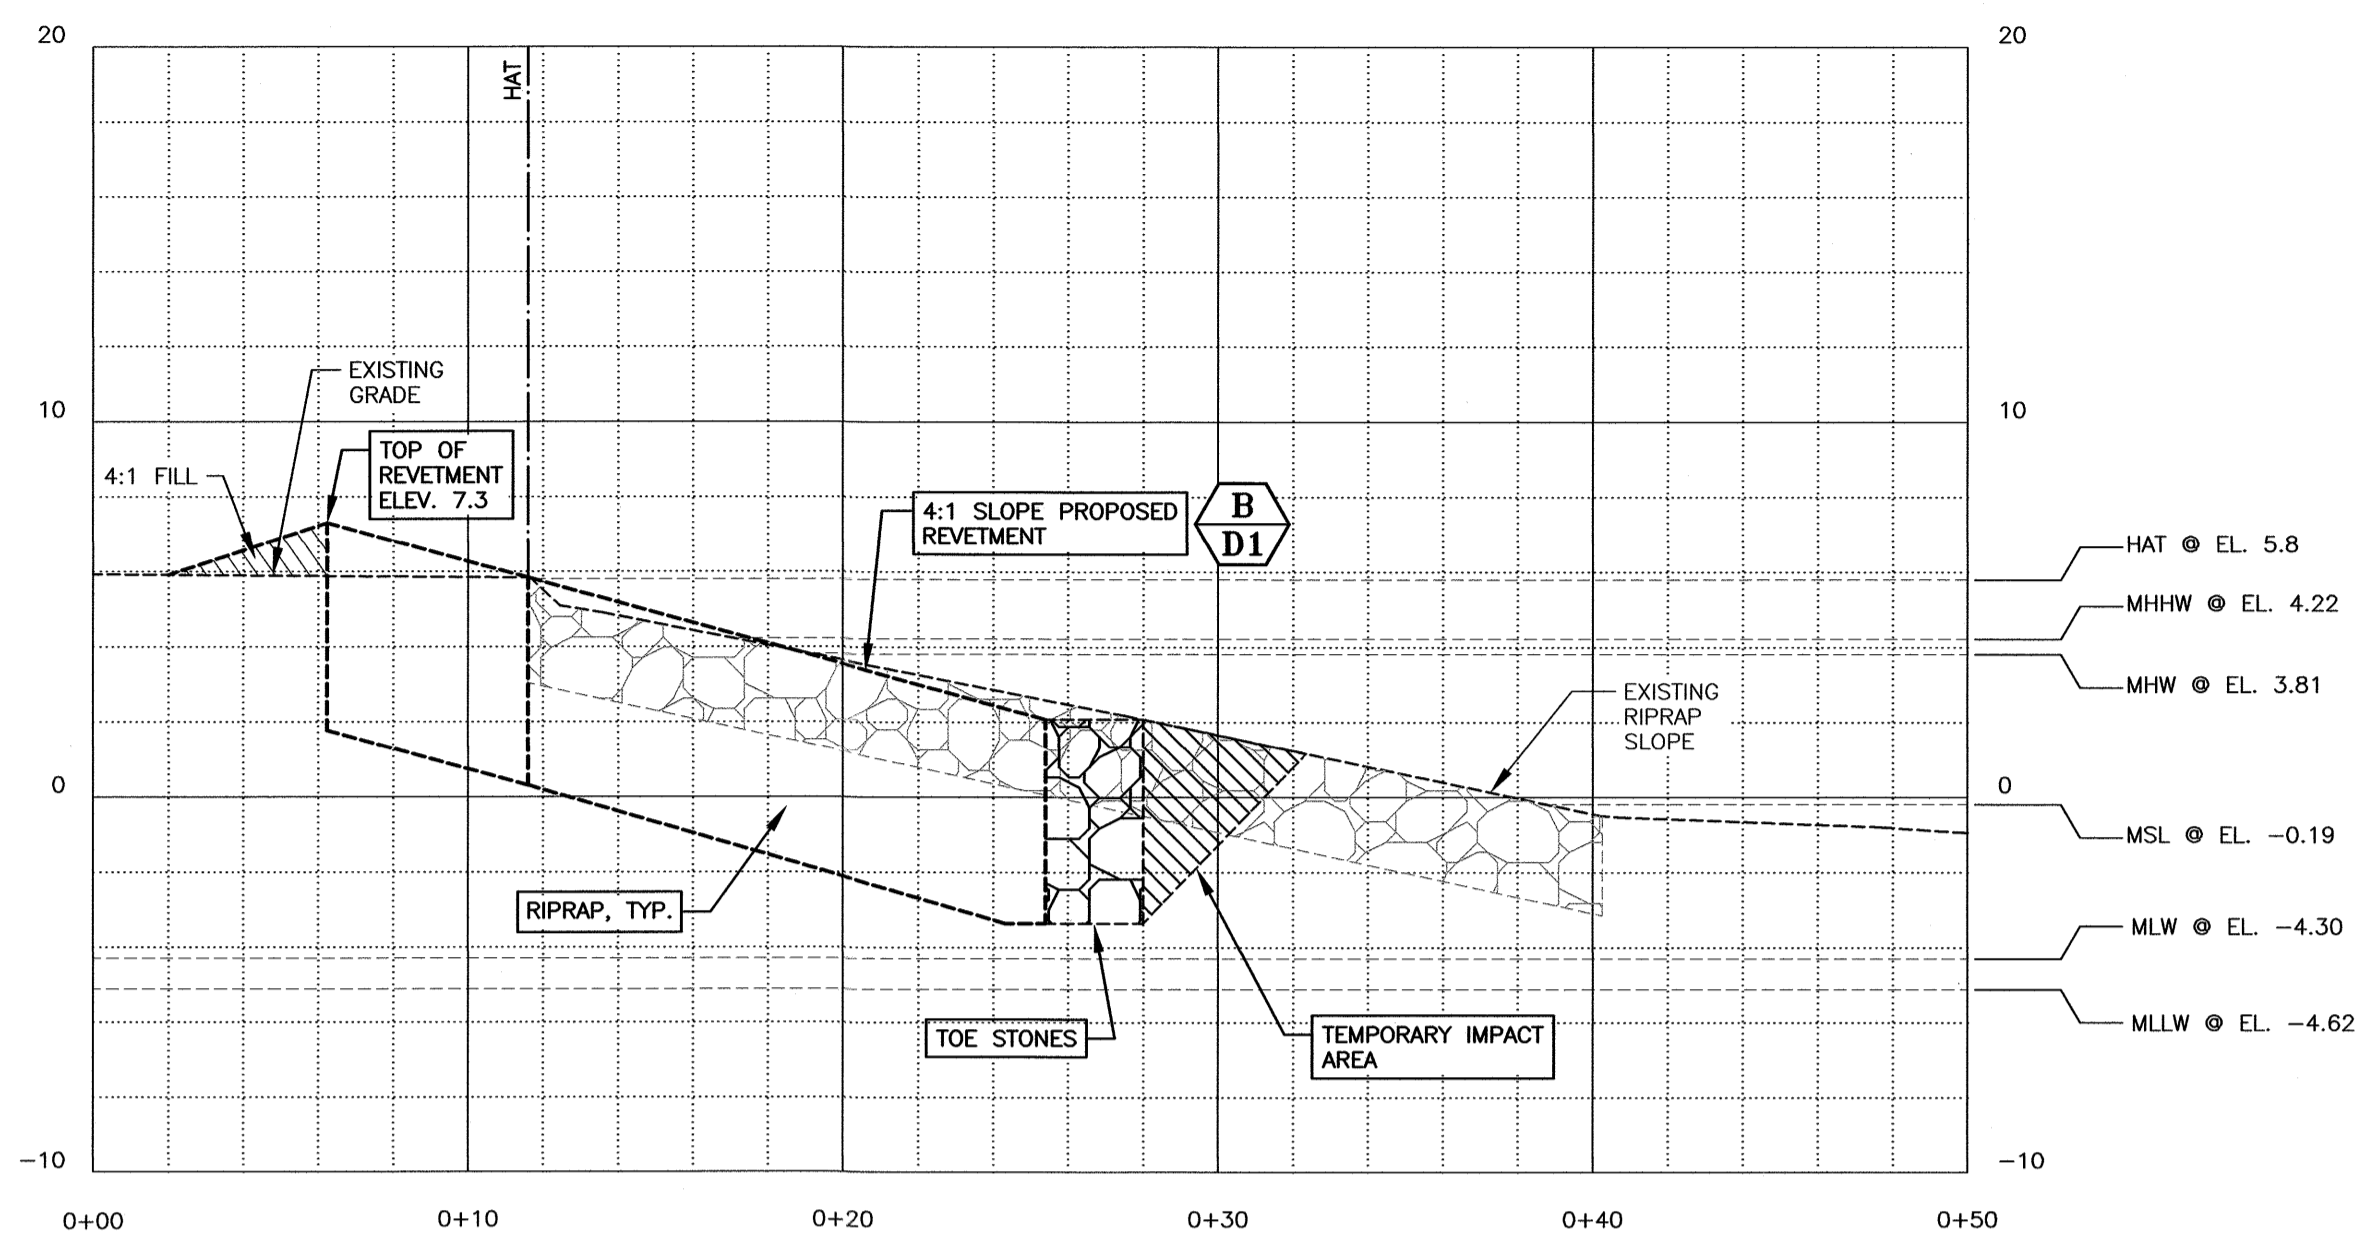 20
20
HAT
EXISTING
GRADE
10
10
TOP OF
REVETMENT
ELEV. 7.3
4:1 FILL
4:1 SLOPE PROPOSED
REVETMENT
B
D1
HAT @ EL. 5.8
MHHW @ EL. 4.22
MHW @ EL. 3.81
EXISTING
RIPRAP
SLOPE
0
0
MSL @ EL. -0.19
RIPRAP, TYP.
MLW @ EL. -4.30
MLLW @ EL. -4.62
TOE STONES
TEMPORARY IMPACT
AREA
-10
-10
0+00
0+10
0+20
0+30
0+40
0+50